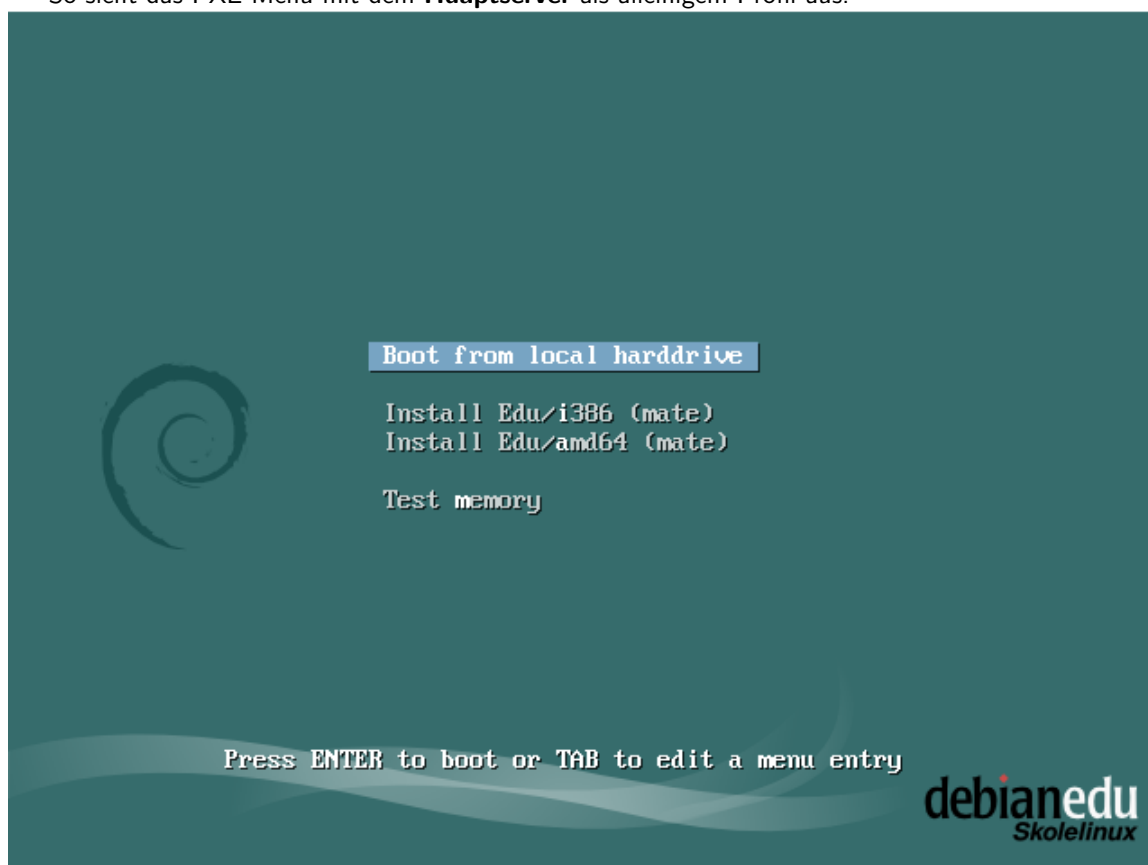 So sieht das PXE-Menü mit dem Hauptserver als alleinigem Profil aus:
Boot from local harddrive
Install Edu/i386 (mate)
Install Edu/amd64 (mate)
Test memory
Press ENTER to boot or TAB to edit a menu entry
debianedu
Skolelinux